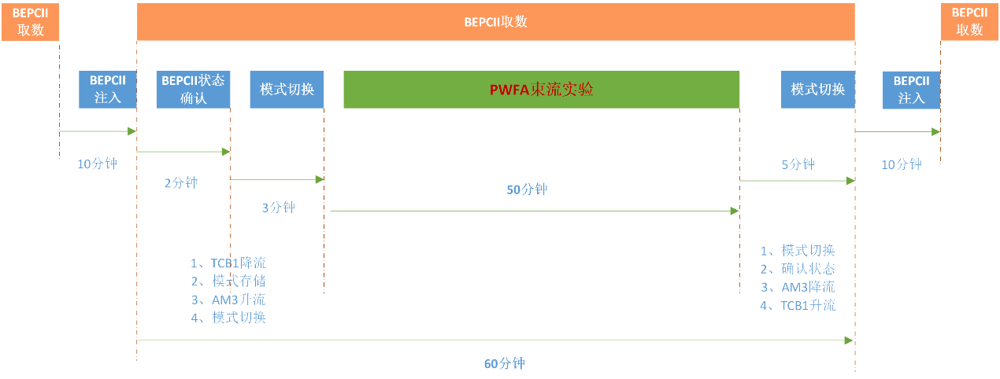 BEPCII
取数
BEPCII取数
BEPCII
取数
BEPCII
注入
BEPCII状态
确认
模式切换
PWFA束流实验
模式切换
BEPCII
注入
10分钟
2分钟
3分钟
50分钟
5分钟
10分钟
1、TCB1降流
2、模式存储
3、AM3升流
4、模式切换
1、模式切换
2、确认状态
3、AM3降流
4、TCB1升流
60分钟